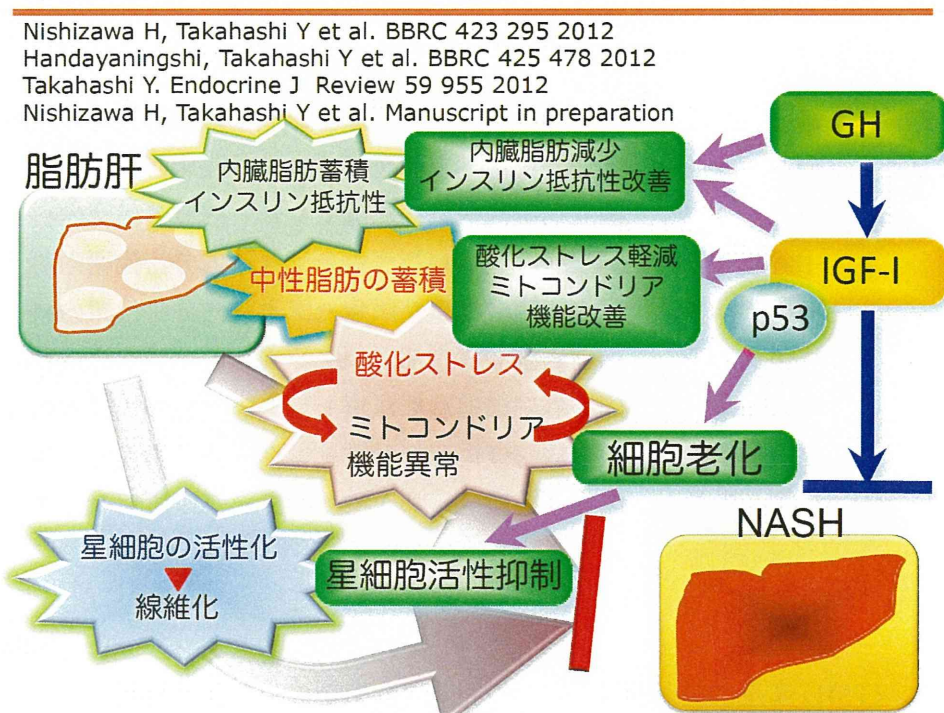 Nishizawa H, Takahashi Y et al. BBRC 423 295 2012
Handayaningshi, Takahashi Y et al. BBRC 425 478 2012
Takahashi Y. Endocrine J  Review 59 955 2012
Nishizawa H, Takahashi Y et al. Manuscript in preparation
GH
脂肪肝
内臓脂肪蓄積
インスリン抵抗性
内臓脂肪減少
インスリン抵抗性改善
中性脂肪の蓄積
酸化ストレス軽減
ミトコンドリア
機能改善
IGF-I
p53
酸化ストレス
ミトコンドリア
機能異常
細胞老化
NASH
星細胞の活性化
線維化
星細胞活性抑制